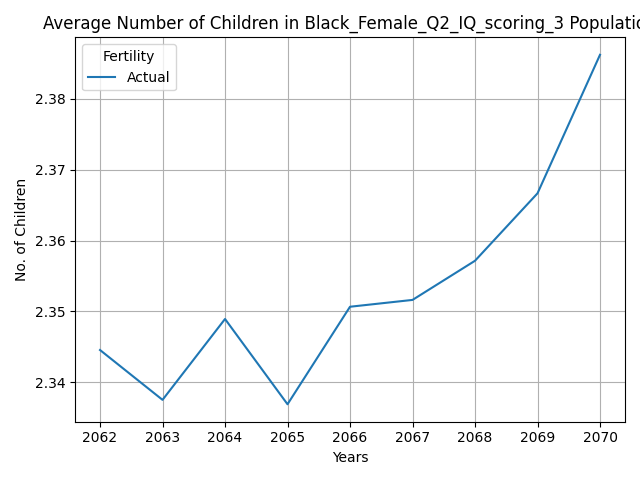 Average Number of Children in Black_Female_Q2_IQ_scoring_3
Fertility
Actual
2.38
2.37
2.36
2.35
2.34
No. of Children
2062 2063 2064 2065 2066 2067 2068 2069 2070
Years